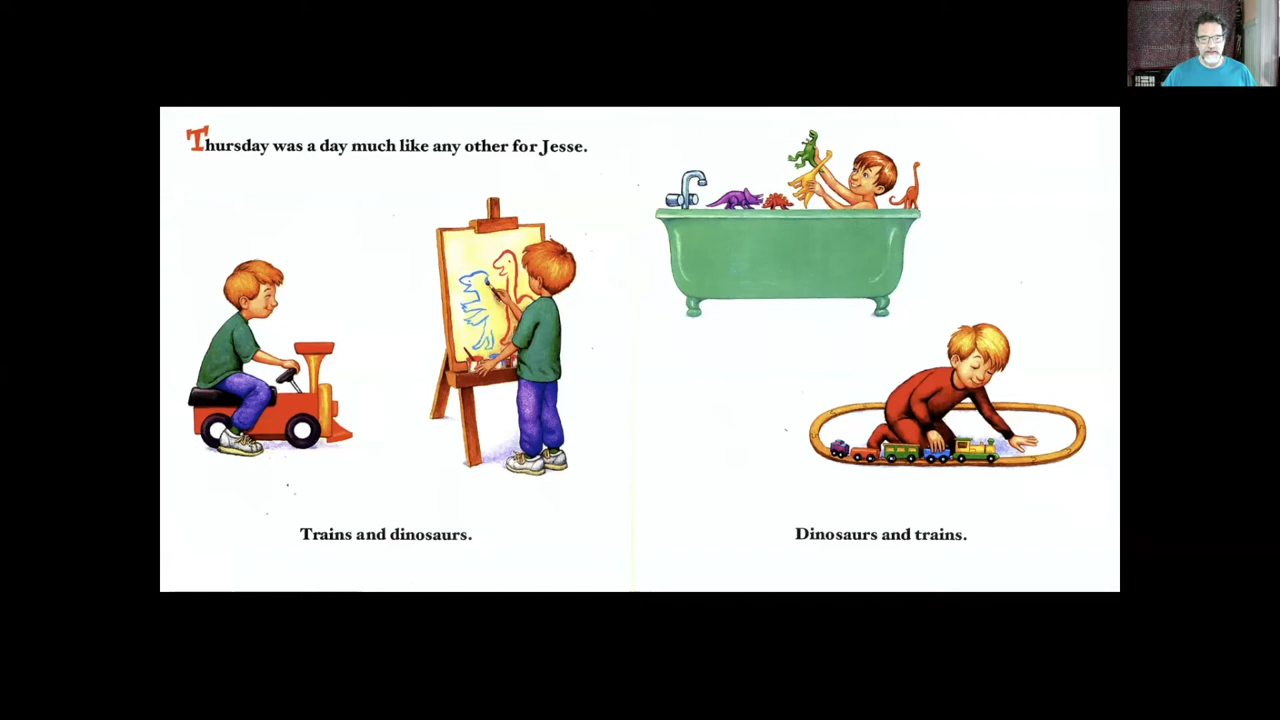 Thursday was a day much like any other for Jesse.
Trains and dinosaurs.
Dinosaurs and trains.